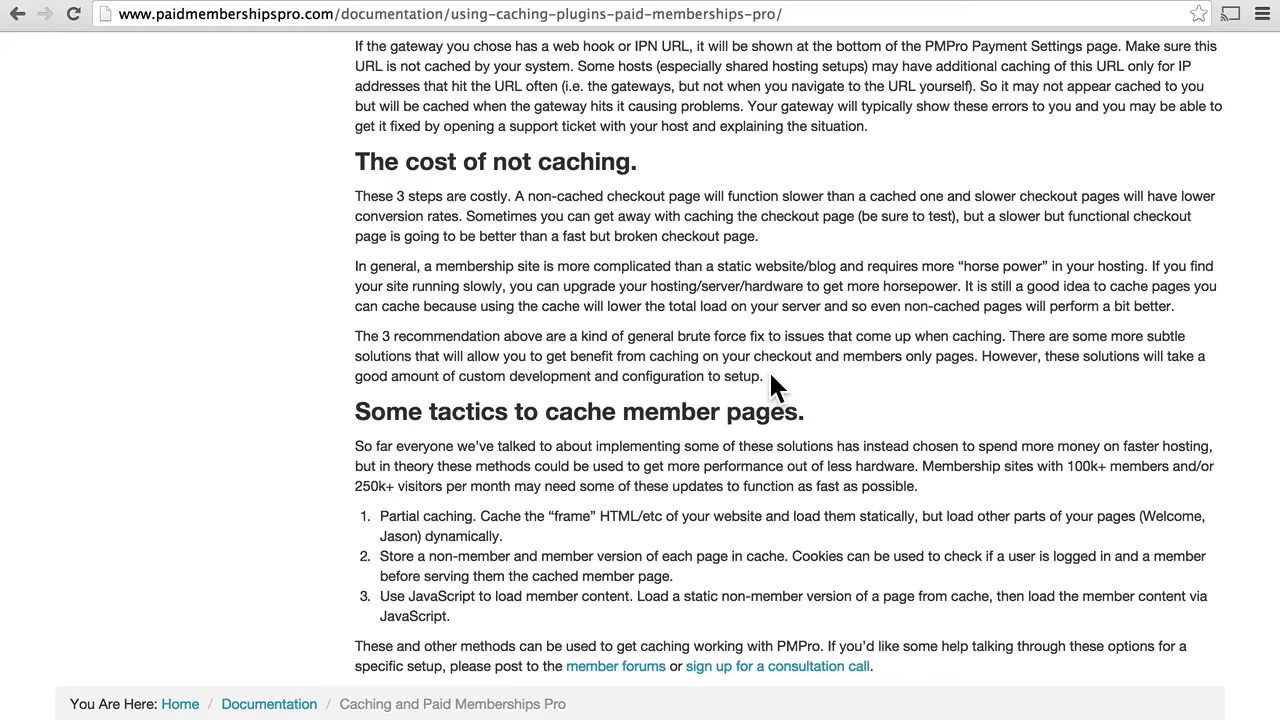 www.paidmembershipspro.com/documentation/using-caching-plugins-paid-memberships-pro/
If the gateway you chose has a web hook or IPN URL, it will be shown at the bottom of the PMPro Payment Settings page. Make sure this
URL is not cached by your system. Some hosts (especially shared hosting setups) may have additional caching of this URL only for IP
addresses that hit the URL often (i.e. the gateways, but not when you navigate to the URL yourself). So it may not appear cached to you
but will be cached when the gateway hits it causing problems. Your gateway will typically show these errors to you and you may be able to
get it fixed by opening a support ticket with your host and explaining the situation.
The cost of not caching.
These 3 steps are costly. A non-cached checkout page will function slower than a cached one and slower checkout pages will have lower
conversion rates. Sometimes you can get away with caching the checkout page (be sure to test), but a slower but functional checkout
page is going to be better than a fast but broken checkout page.
In general, a membership site is more complicated than a static website/blog and requires more “horse power” in your hosting. If you find
your site running slowly, you can upgrade your hosting/server/hardware to get more horsepower. It is still a good idea to cache pages you
can cache because using the cache will lower the total load on your server and so even non-cached pages will perform a bit better.
The 3 recommendation above are a kind of general brute force fix to issues that come up when caching. There are some more subtle
solutions that will allow you to get benefit from caching on your checkout and members only pages. However, these solutions will take a
good amount of custom development and configuration to setup.
Some tactics to cache member pages.
So far everyone we’ve talked to about implementing some of these solutions has instead chosen to spend more money on faster hosting,
but in theory these methods could be used to get more performance out of less hardware. Membership sites with 100k+ members and/or
250k+ visitors per month may need some of these updates to function as fast as possible.
1. Partial caching. Cache the “frame” HTML/etc of your website and load them statically, but load other parts of your pages (Welcome,
Jason) dynamically.
2. Store a non-member and member version of each page in cache. Cookies can be used to check if a user is logged in and a member
before serving them the cached member page.
3. Use JavaScript to load member content. Load a static non-member version of a page from cache, then load the member content via
JavaScript.
These and other methods can be used to get caching working with PMPro. If you’d like some help talking through these options for a
specific setup, please post to the member forums or sign up for a consultation call.
You Are Here: Home / Documentation / Caching and Paid Memberships Pro